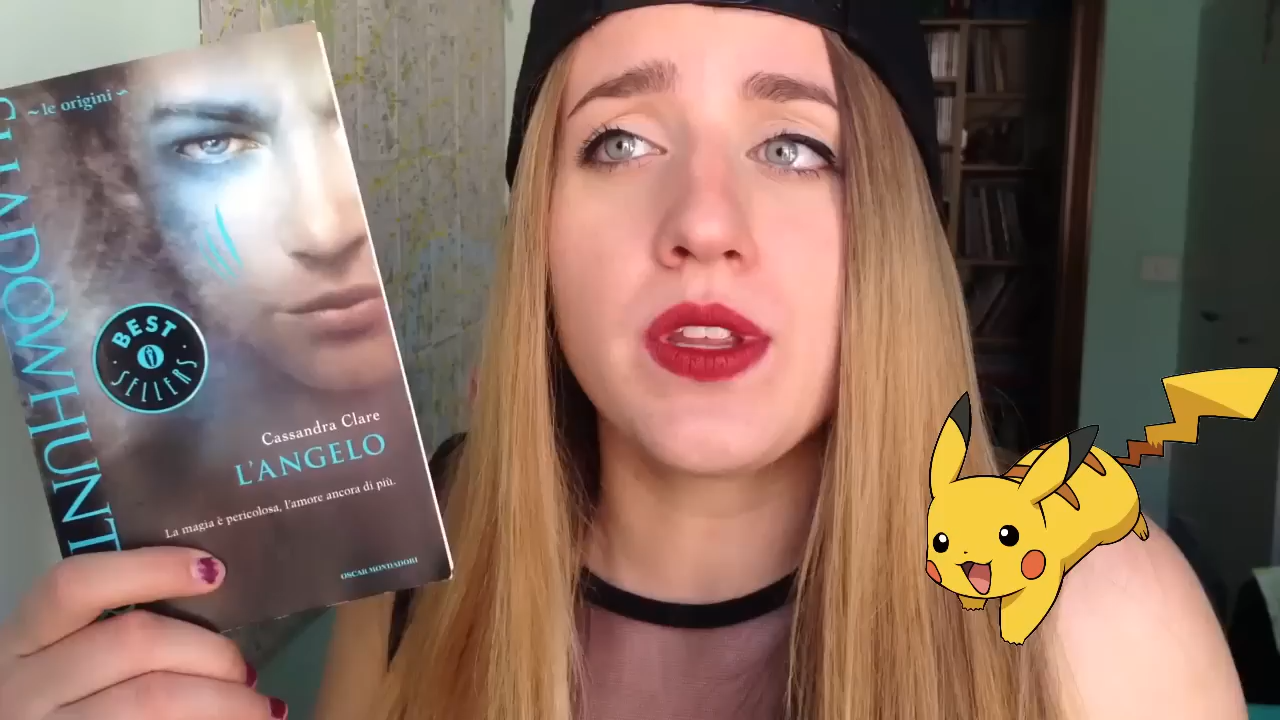 ~ le origini ~
SHADOWHUNT
BEST
SELLERS
Cassandra Clare
L'ANGELO
La magia è pericolosa, l'amore ancora di più.
OSCAR MONDADORI